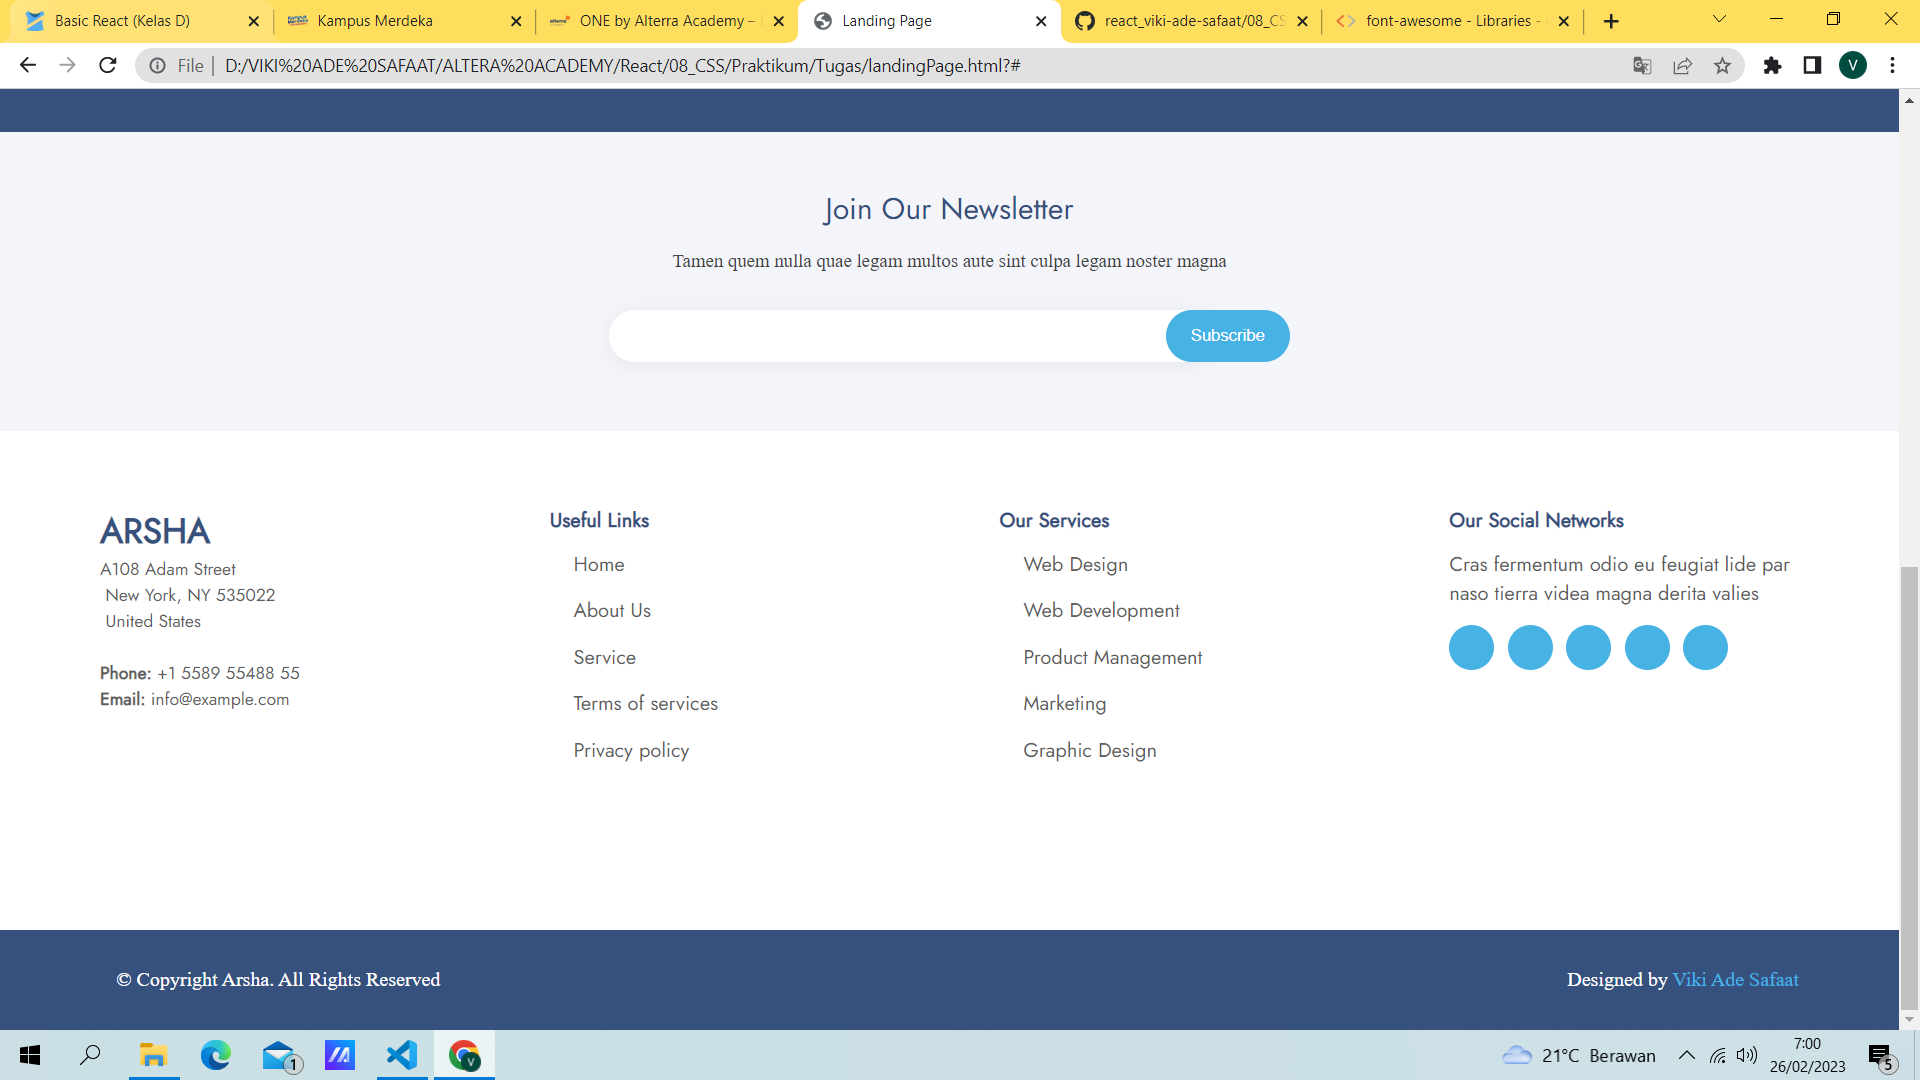 Basic React (Kelas D)
Kampus Merdeka
ONE by Alterra Academy –
Landing Page
react_viki-ade-safaat/08_CS
font-awesome - Libraries -
File | D:/VIKI%20ADE%20SAFAAT/ALTERA%20ACADEMY/React/08_CSS/Praktikum/Tugas/landingPage.html?#
V
Join Our Newsletter
Tamen quem nulla quae legam multos aute sint culpa legam noster magna
Subscribe
ARSHA
A108 Adam Street
New York, NY 535022
United States
Phone: +1 5589 55488 55
Email: info@example.com
Useful Links
Home
About Us
Service
Terms of services
Privacy policy
Our Services
Web Design
Web Development
Product Management
Marketing
Graphic Design
Our Social Networks
Cras fermentum odio eu feugiat lide par
naso tierra videa magna derita valies
© Copyright Arsha. All Rights Reserved
Designed by Viki Ade Safaat
1
V
21°C Berawan
7:00
26/02/2023
5